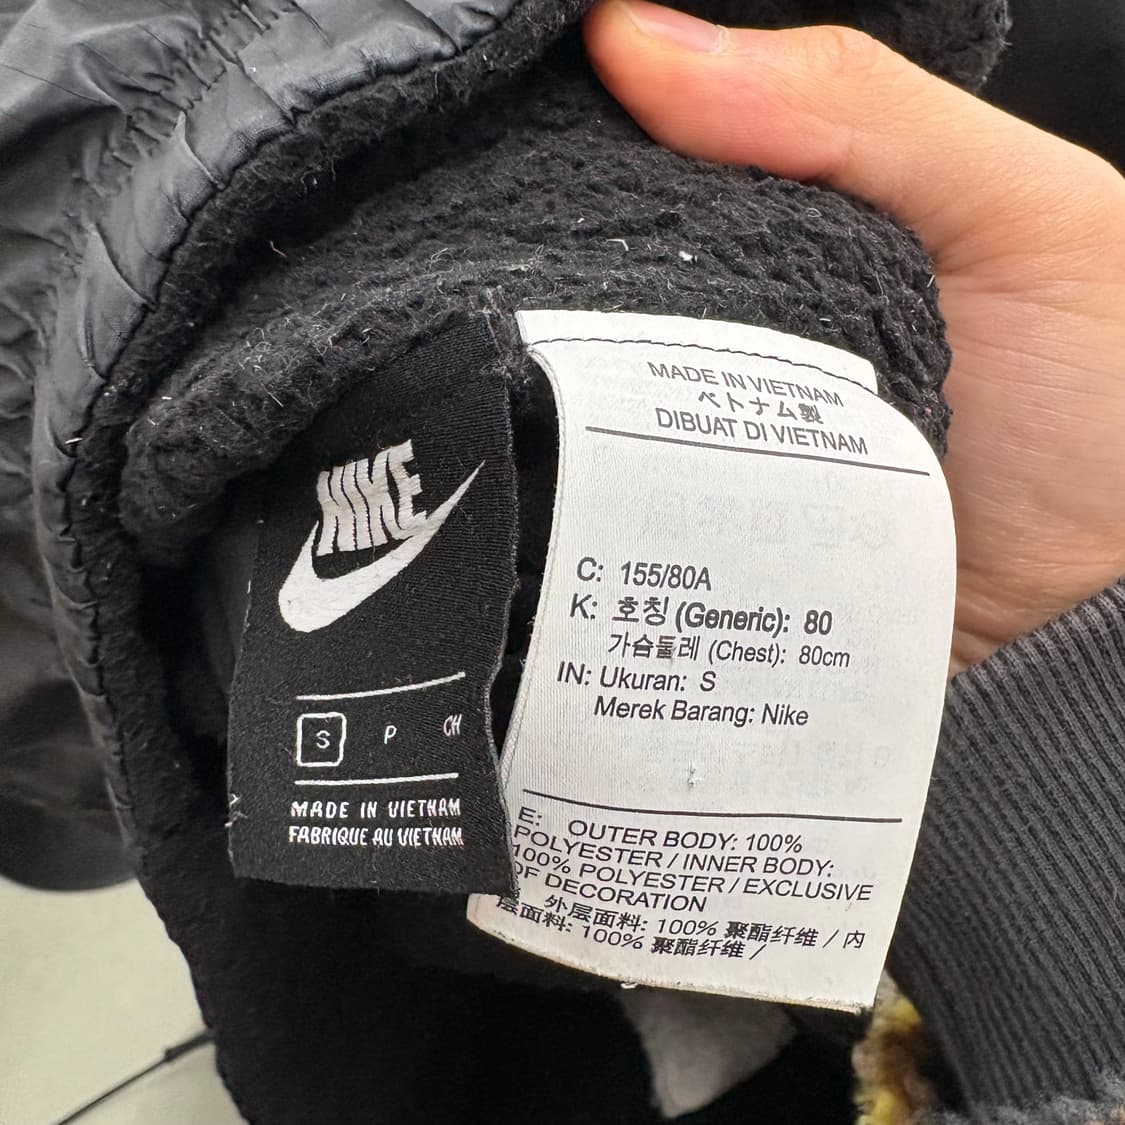 NIKE
S P CH
MADE IN VIETNAM
FABRIQUE AU VIETNAM
MADE IN VIETNAM
ベトナム製
DIBUAT DI VIETNAM
C: 155/80A
K: 호칭 (Generic): 80
가슴둘레 (Chest): 80cm
IN: Ukuran: S
Merek Barang: Nike
E: OUTER BODY: 100%
POLYESTER / INNER BODY:
100% POLYESTER / EXCLUSIVE
OF DECORATION
外层面料: 100% 聚酯纤维 / 内
层面料: 100% 聚酯纤维 /